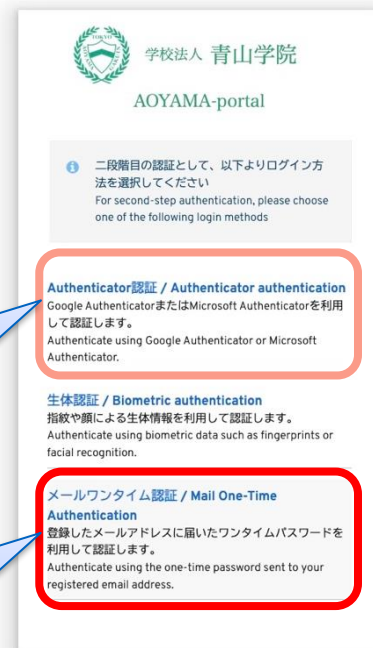 学校法人 青山学院
AOYAMA-portal
二段階目の認証として、以下よりログイン方
法を選択してください
For second-step authentication, please choose
one of the following login methods
Authenticator認証 / Authenticator authentication
Google AuthenticatorまたはMicrosoft Authenticatorを利用
して認証します。
Authenticate using Google Authenticator or Microsoft
Authenticator.
生体認証 / Biometric authentication
指紋や顔による生体情報を利用して認証します。
Authenticate using biometric data such as fingerprints or
facial recognition.
メールワンタイム認証 / Mail One-Time
Authentication
登録したメールアドレスに届いたワンタイムパスワードを
利用して認証します。
Authenticate using the one-time password sent to your
registered email address.